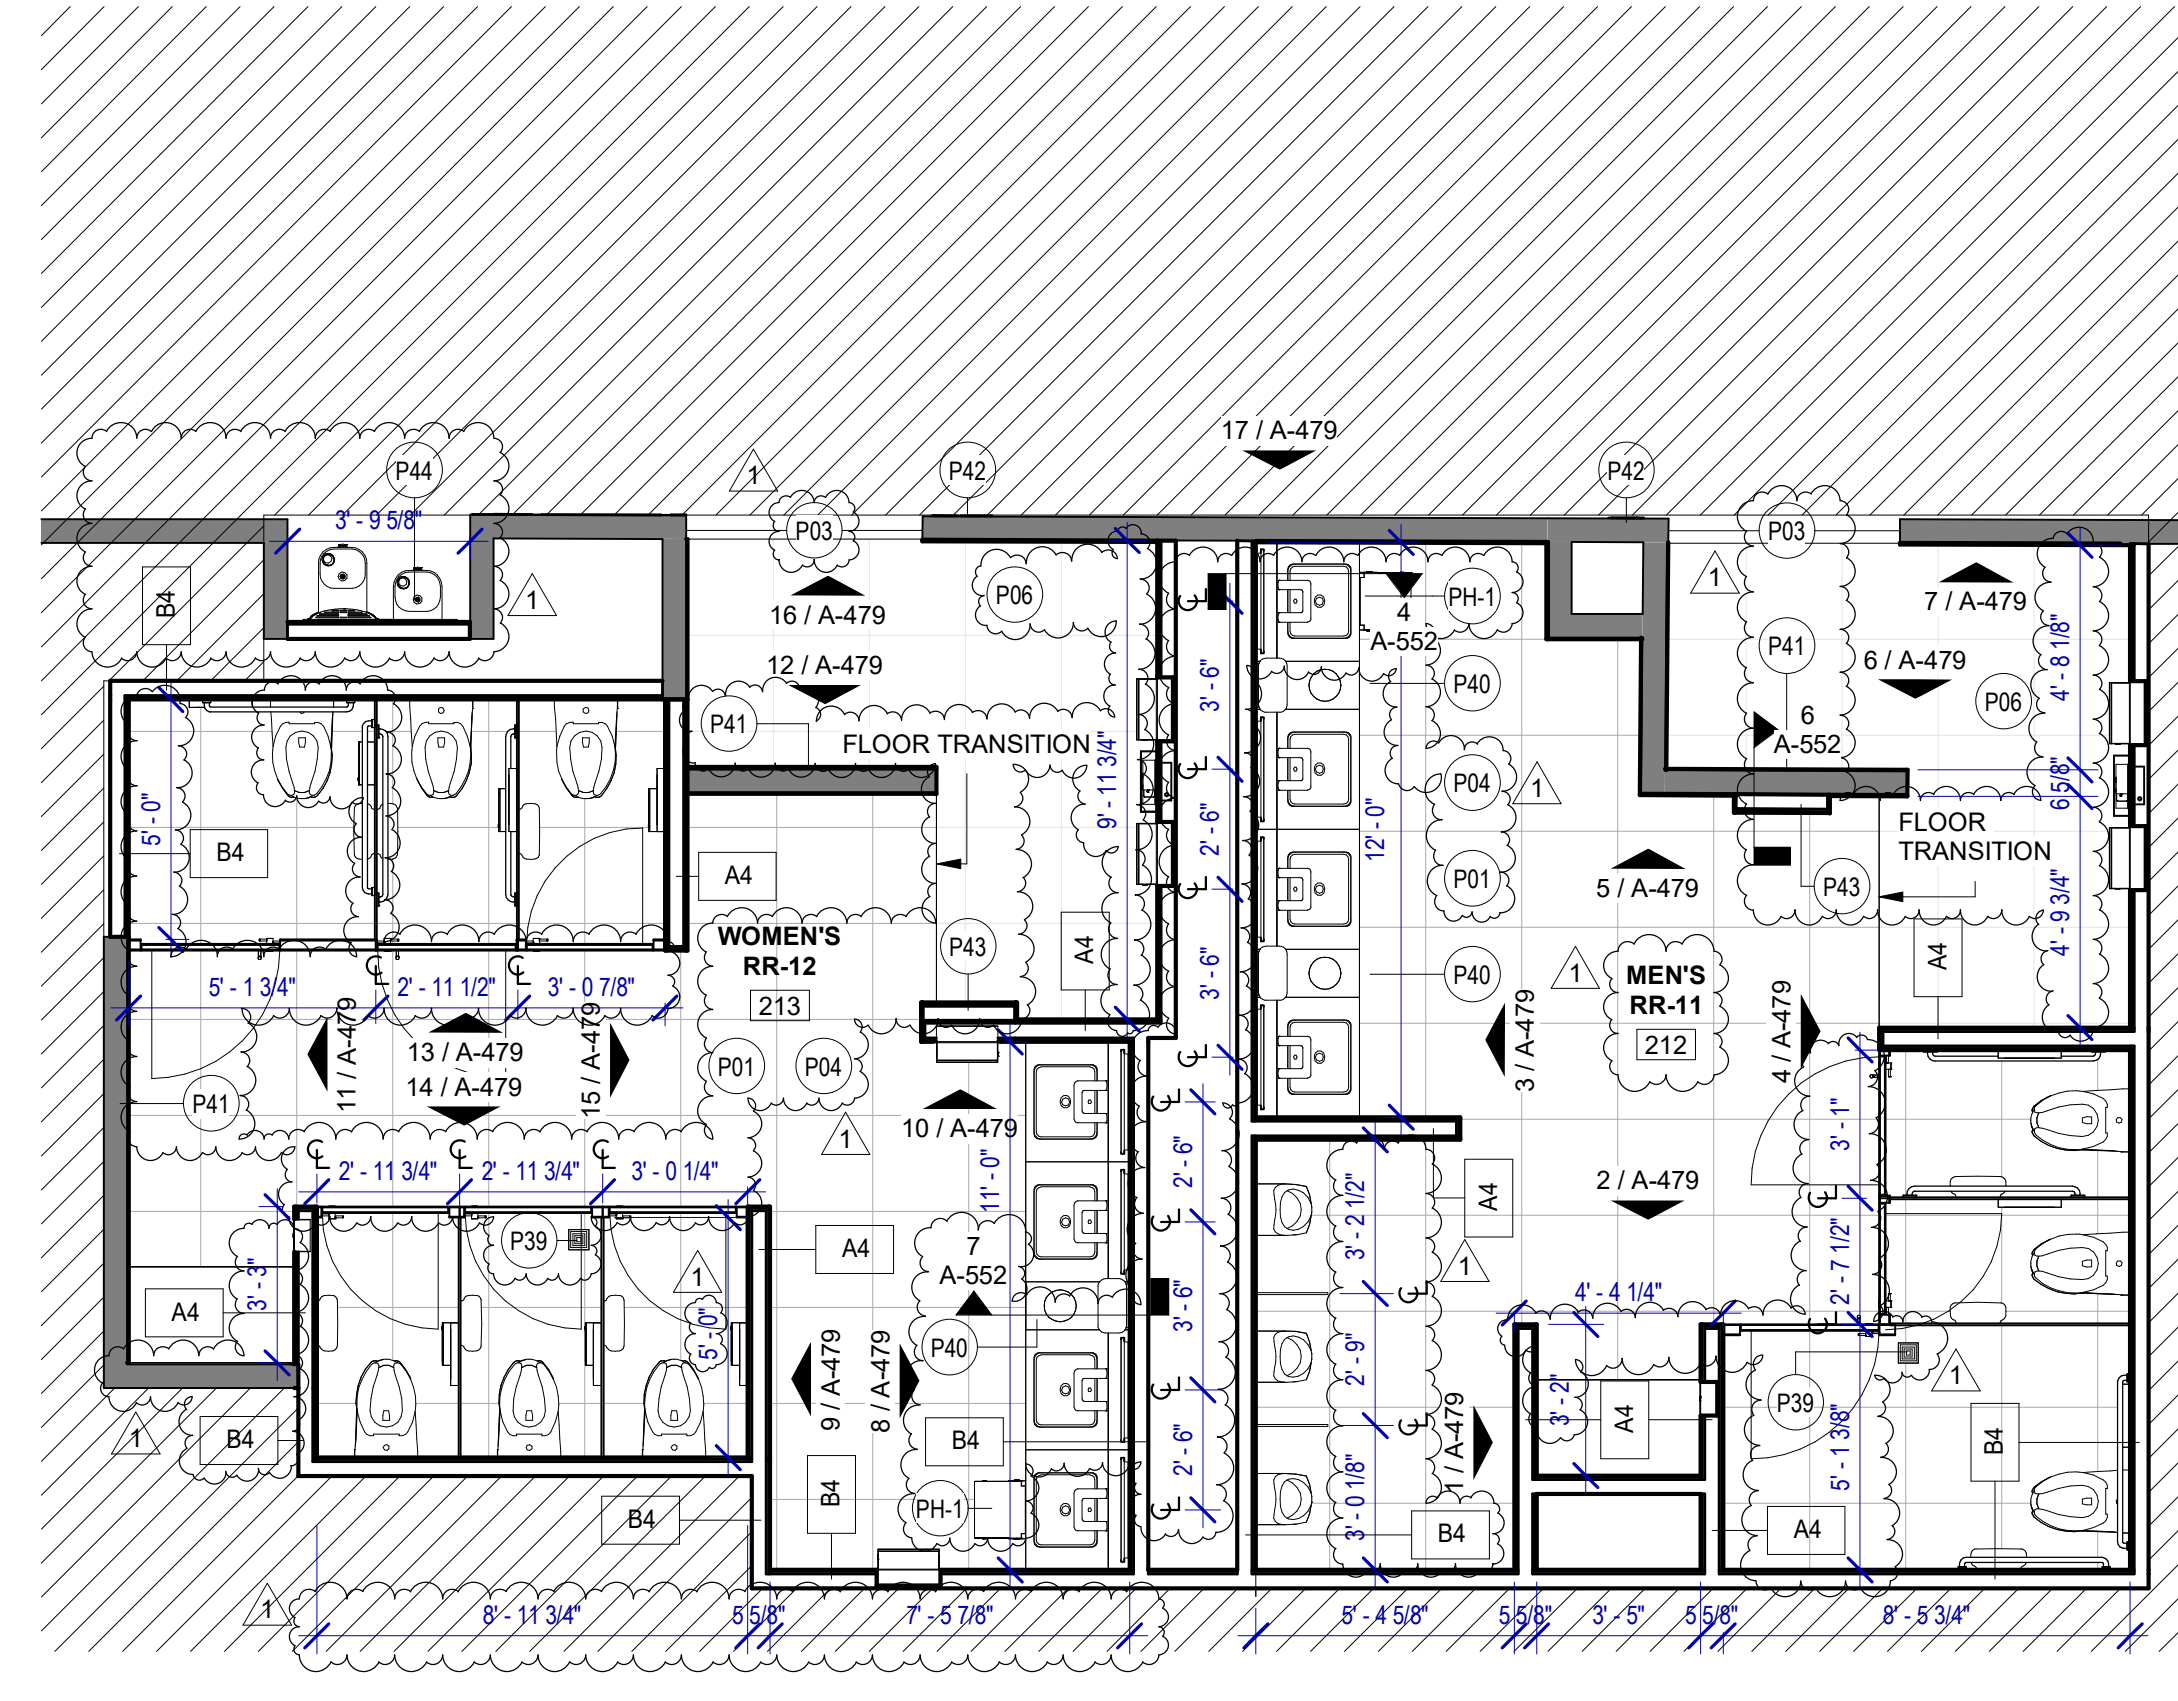 17 / A-479
P44
1
P42
P42
3' - 9 5/8"
P03
P03
B4
1
P06
PH-1
1
7 / A-479
16 / A-479
4
A-552
P41
4' - 8 1/8"
12 / A-479
6 / A-479
3' - 6"
P40
P06
P41
6
A-552
FLOOR TRANSITION
9' - 11 3/4"
P04
1
6 5/8"
5' - 0"
2' - 6"
12' - 0"
FLOOR
TRANSITION
B4
A4
P01
5 / A-479
P43
WOMEN'S
RR-12
213
P43
A4
3' - 6"
P40
1
MEN'S
RR-11
212
A4
4' - 9 3/4"
5' - 1 3/4"
2' - 11 1/2"
3' - 0 7/8"
11 / A-479
13 / A-479
14 / A-479
15 / A-479
3 / A-479
4 / A-479
P01
P04
P41
10 / A-479
1
3' - 1"
2' - 11 3/4"
2' - 11 3/4"
3' - 0 1/4"
11' - 0"
2' - 6"
A4
2 / A-479
3' - 2 1/2"
P39
A4
7
A-552
1
1
2' - 7 1/2"
3' - 3"
A4
5' - 0"
3' - 6"
4' - 4 1/4"
P40
2' - 9"
9 / A-479
8 / A-479
3' - 2"
A4
P39
1
1
B4
B4
1 / A-479
5' - 1 3/8"
B4
2' - 6"
B4
B4
PH-1
3' - 0 1/8"
B4
A4
1
8' - 11 3/4"
5 5/8"
7' - 5 7/8"
5' - 4 5/8"
5 5/8"
3' - 5"
5 5/8"
8' - 5 3/4"